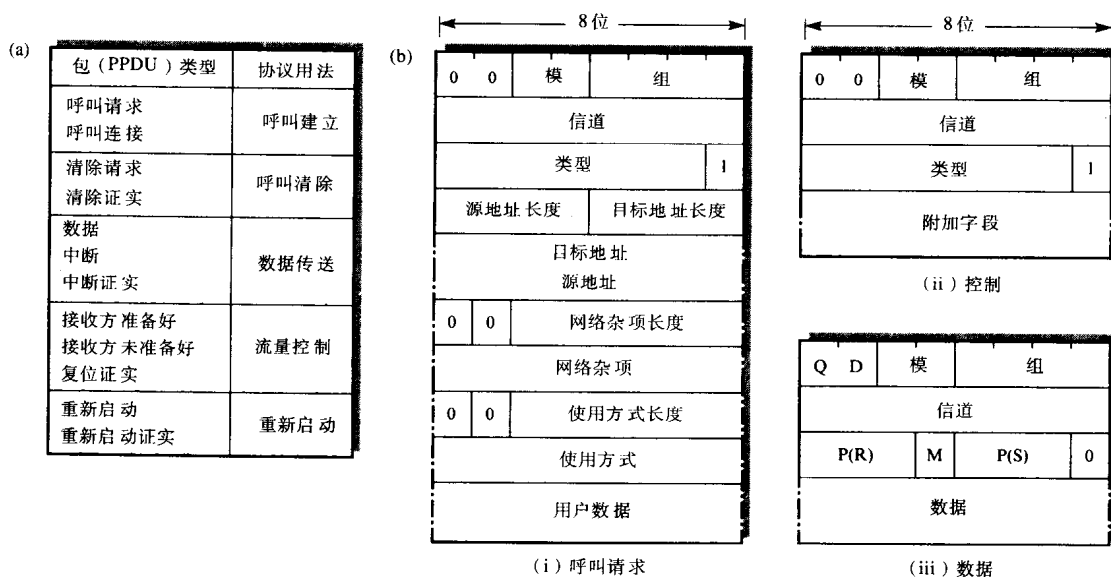 (a)
包（PPDU）类型 协议用法
呼叫请求
呼叫连接
呼叫建立
清除请求
清除证实
呼叫清除
数据
中断
中断证实
数据传送
接收方准备好
接收方未准备好
复位证实
流量控制
重新启动
重新启动证实
重新启动
(b)
8位
0 0 模 组
信道
类型 1
源地址长度 目标地址长度
目标地址
源地址
0 0 网络杂项长度
网络杂项
0 0 使用方式长度
使用方式
用户数据
（i）呼叫请求
8位
0 0 模 组
信道
类型 1
附加字段
（ii）控制
Q D 模 组
信道
P(R) M P(S) 0
数据
（iii）数据